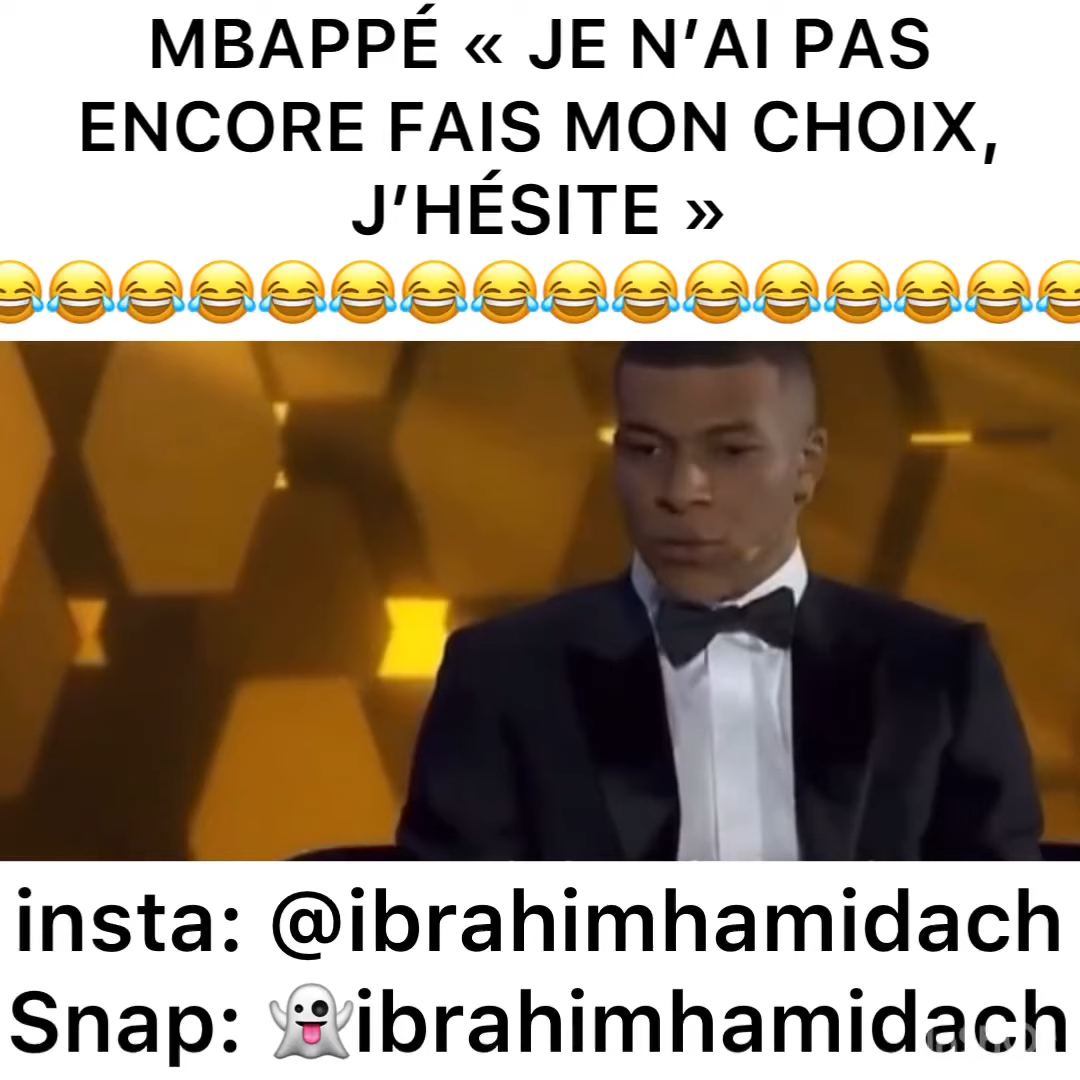 MBAPPÉ « JE N’AI PAS
ENCORE FAIS MON CHOIX,
J’HÉSITE »
😂😂😂😂😂😂😂😂😂😂😂😂😂😂😂😂
insta: @ibrahimhamidach
Snap: 👻ibrahimhamidach